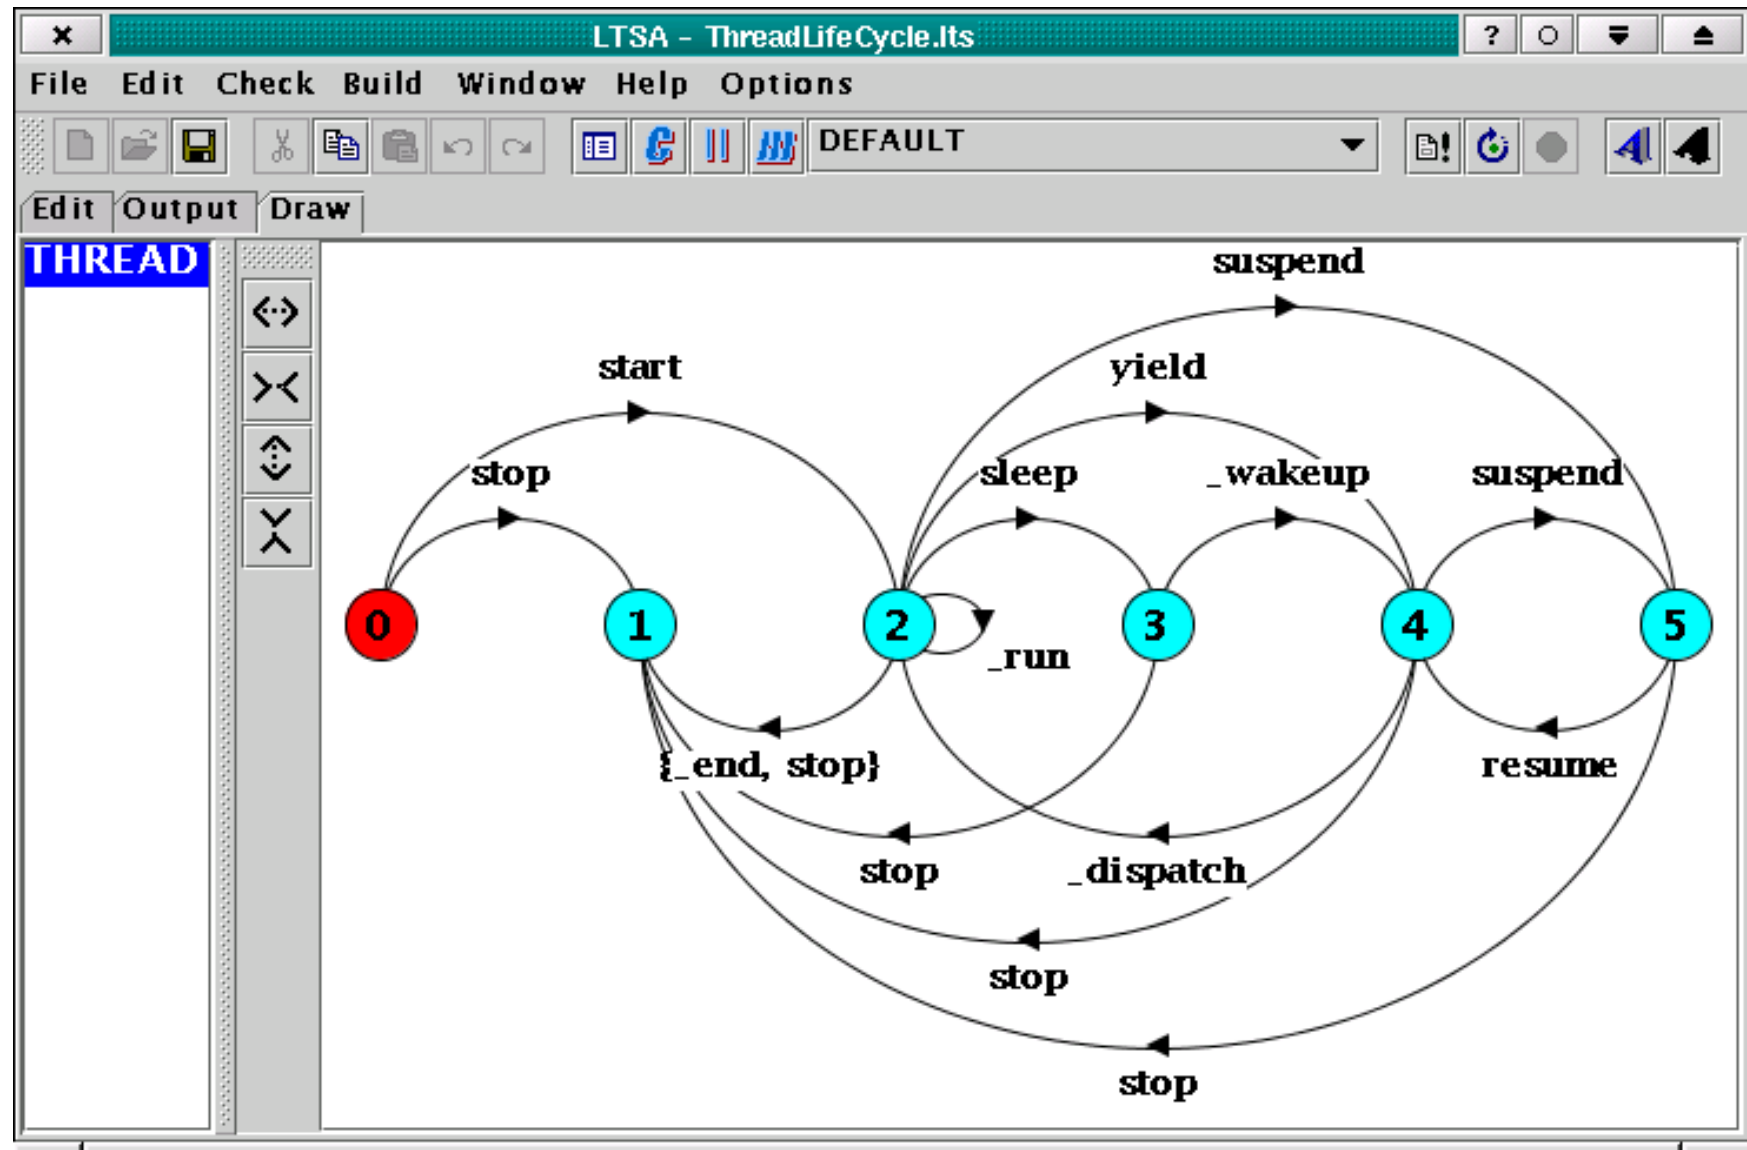 LTSA – ThreadLifeCycle.lts
?
File Edit Check Build Window Help Options
DEFAULT
Edit Output Draw
THREAD
suspend
start
yield
stop
sleep
_wakeup
suspend
0
1
2
3
4
5
_run
{_end, stop}
resume
stop
_dispatch
stop
stop